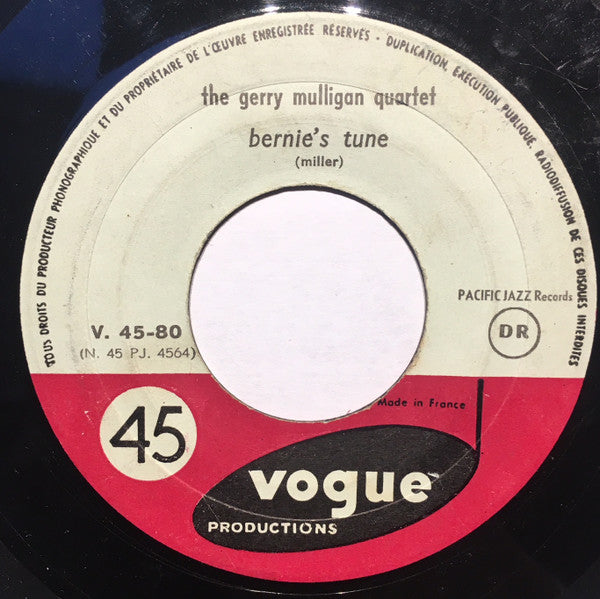 TOUS DROITS DU PRODUCTEUR PHONOGRAPHIQUE ET DU PROPRIÉTAIRE DE L'ŒUVRE ENREGISTRÉE RÉSERVÉS - DUPLICATION, EXÉCUTION PUBLIQUE, RADIODIFFUSION DE CES DISQUES INTERDITES
the gerry mulligan quartet
bernie's tune
(miller)
PACIFIC JAZZ Records
V. 45-80
DR
(N. 45 PJ. 4564)
Made in France
45
vogue
PRODUCTIONS